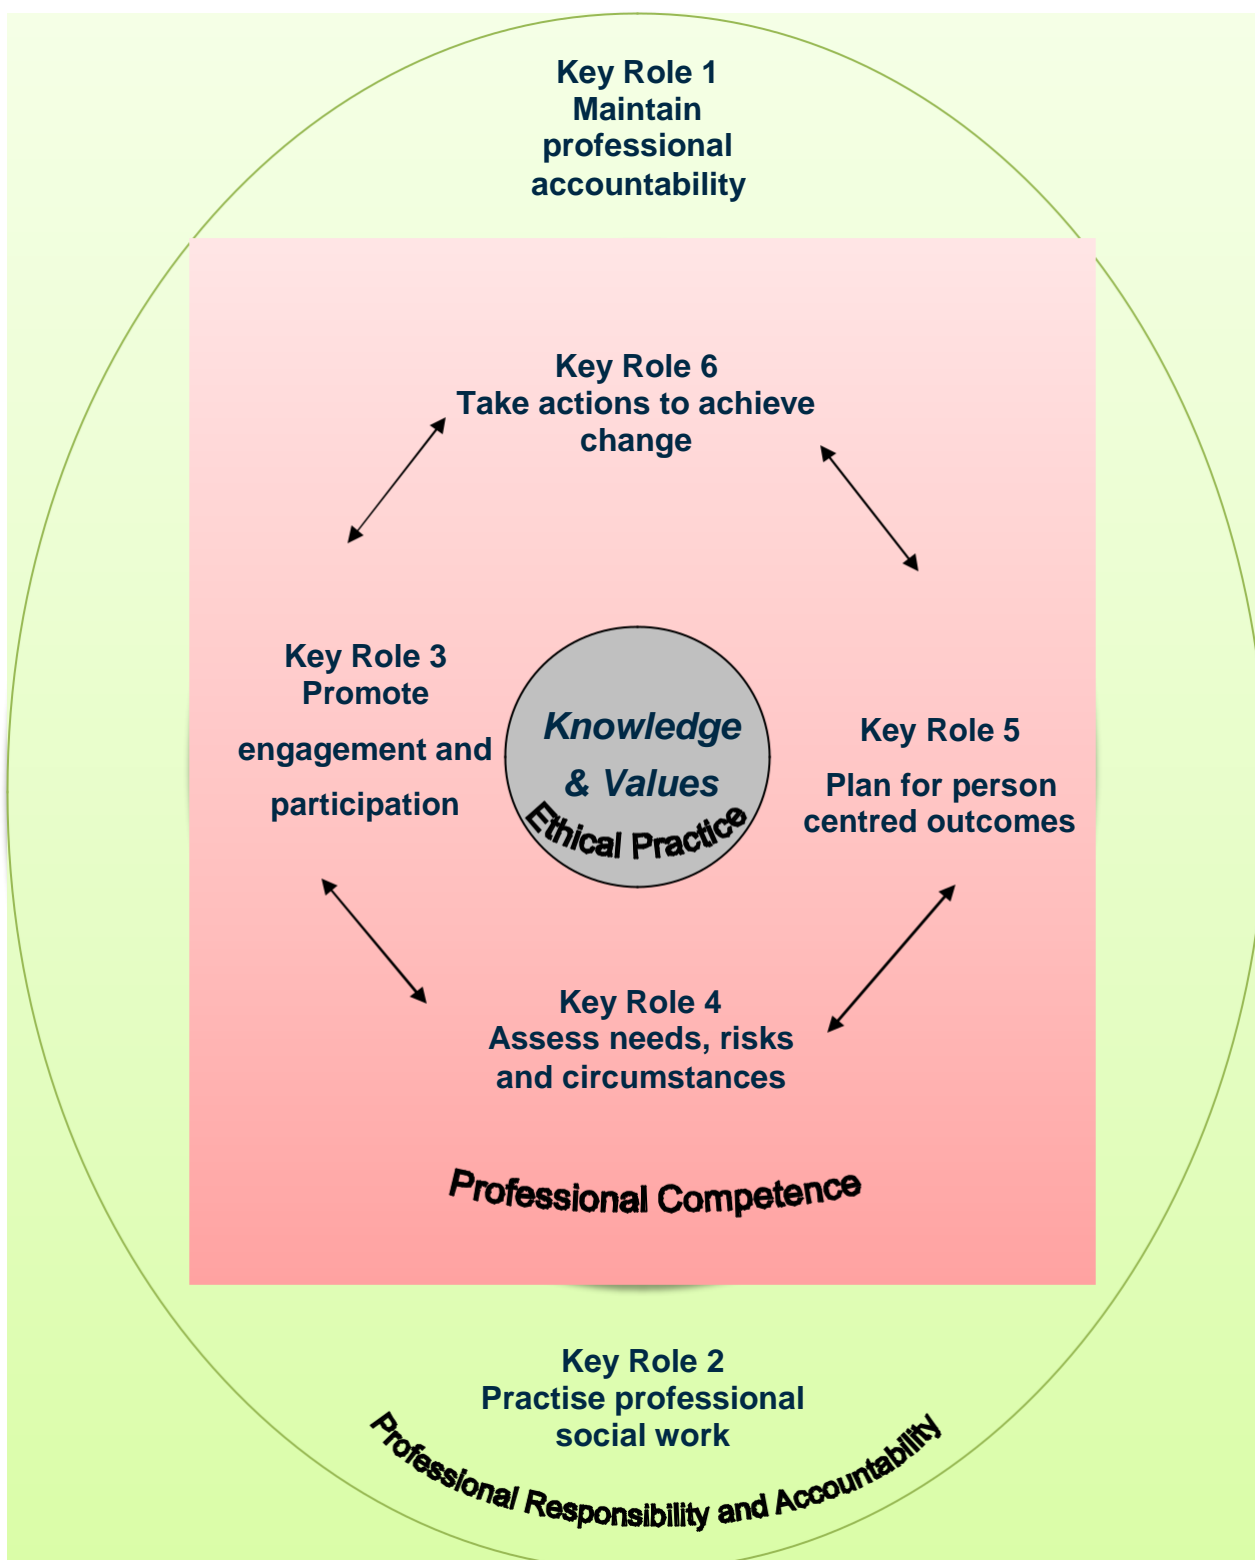 Key Role 1
Maintain
professional
accountability
Key Role 6
Take actions to achieve
change
Key Role 3
Promote
engagement and
participation
Knowledge
& Values
Ethical Practice
Key Role 5
Plan for person
centred outcomes
Key Role 4
Assess needs, risks
and circumstances
Professional Competence
Key Role 2
Practise professional
social work
Professional Responsibility and Accountability